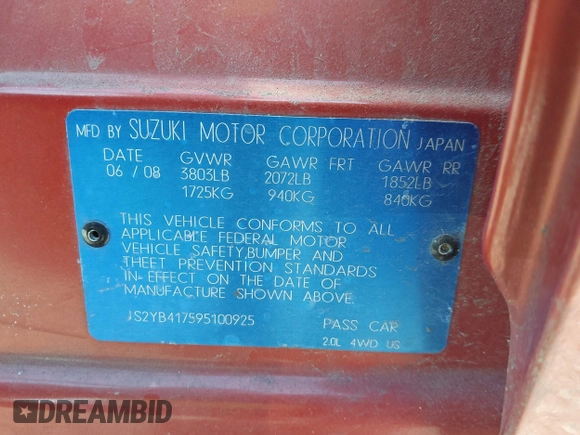 MFD BY SUZUKI MOTOR CORPORATION JAPAN
DATE GVWR GAWR FRT GAWR RR
06 / 08 3803LB 2072LB 1852LB
1725KG 940KG 840KG
THIS VEHICLE CONFORMS TO ALL
APPLICABLE FEDERAL MOTOR
VEHICLE SAFETY,BUMPER AND
THEFT PREVENTION STANDARDS
IN EFFECT ON THE DATE OF
MANUFACTURE SHOWN ABOVE.
JS2YB417595100925 PASS CAR
2.0L 4WD US
DREAMBID